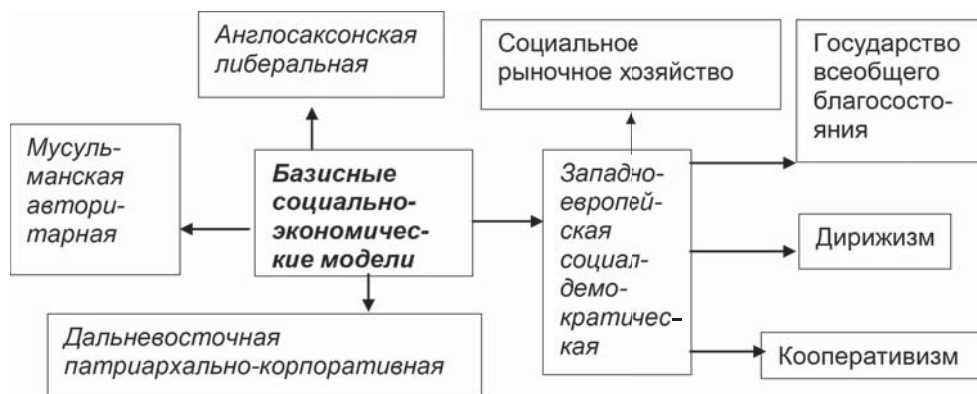 Англосаксонская
либеральная
Социальное
рыночное хозяйство
Государство
всеобщего
благососто-
яния
Мусуль-
манская
автори-
тарная
Базисные
социально-
экономичес-
кие модели
Западно-
европей-
ская
социал-
демо-
кратичес-
кая
Дирижизм
Дальневосточная
патриархально-корпоративная
Кооперативизм